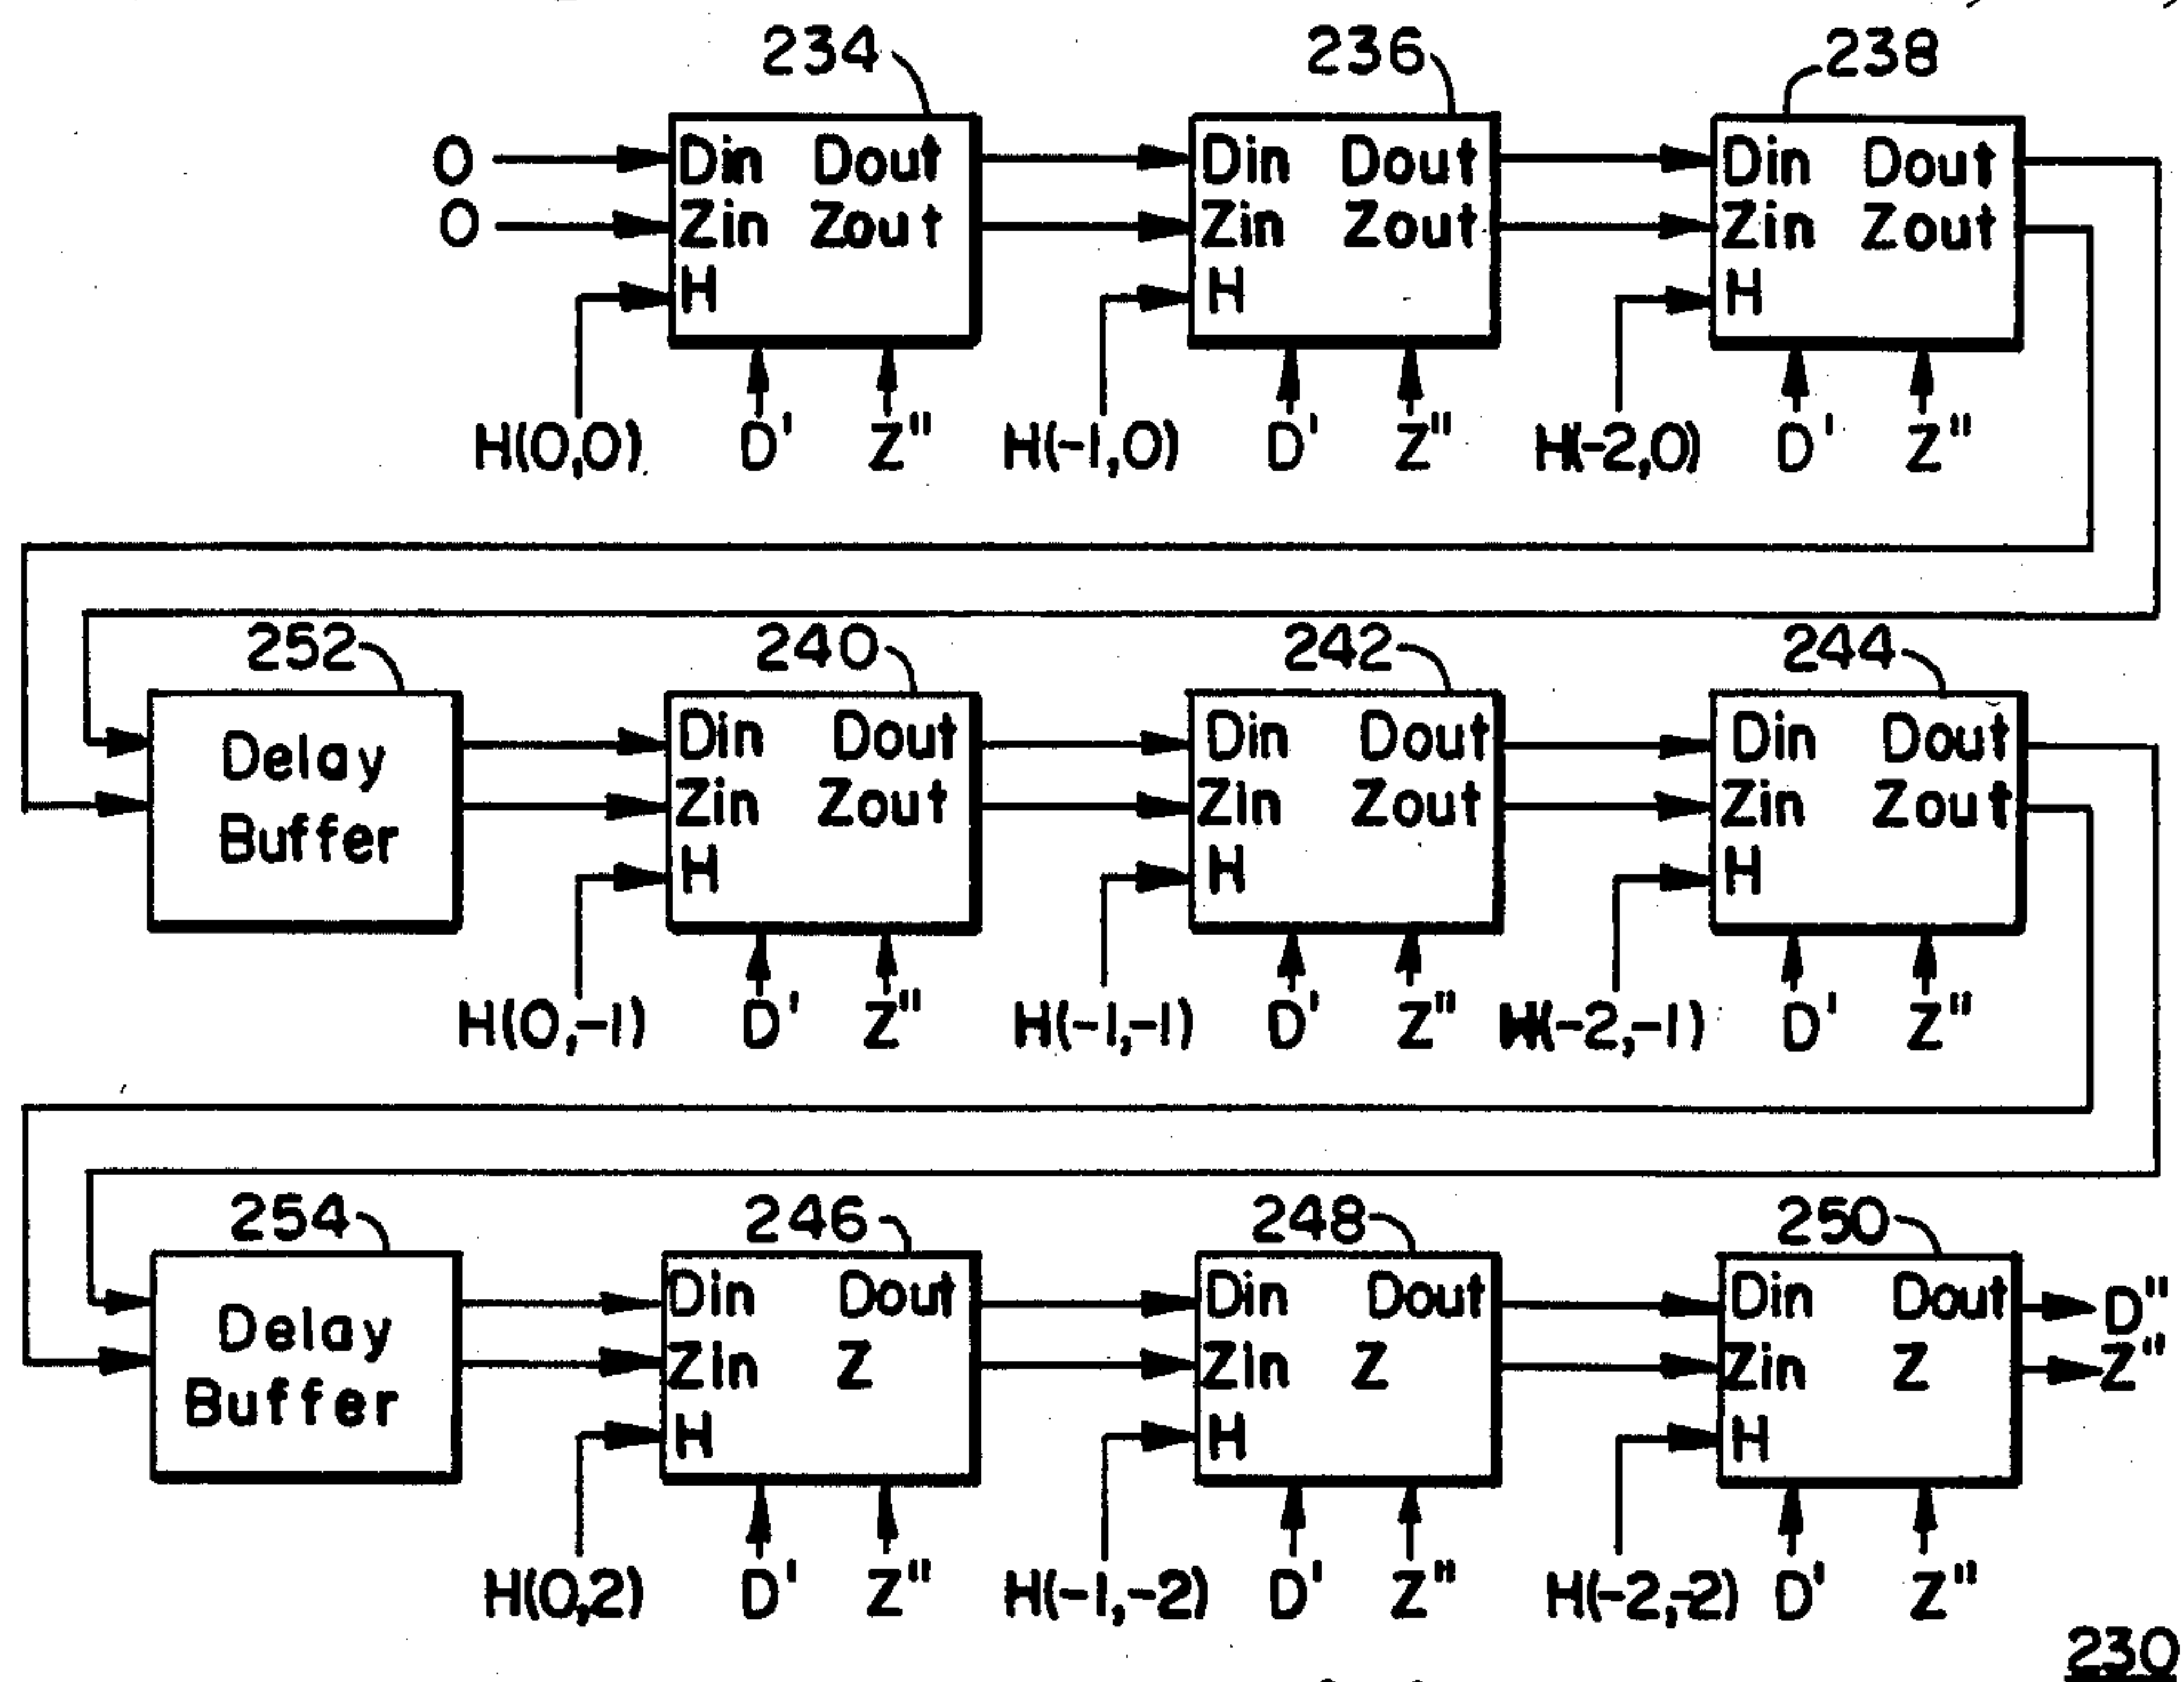 234 236 238
0 Din Dout Din Dout Din Dout
0 Zin Zout Zin Zout Zin Zout
H H H
H(0,0) D' Z" H(-1,0) D' Z" H(-2,0) D' Z"
252 240 242 244
Delay Din Dout Din Dout Din Dout
Buffer Zin Zout Zin Zout Zin Zout
H H H
H(0,-1) D' Z" H(-1,-1) D' Z" H(-2,-1) D' Z"
254 246 248 250
Delay Din Dout Din Dout Din Dout D"
Buffer Zin Z Zin Z Zin Z Z"
H H H
H(0,2) D' Z" H(-1,-2) D' Z" H(-2,-2) D' Z"
230